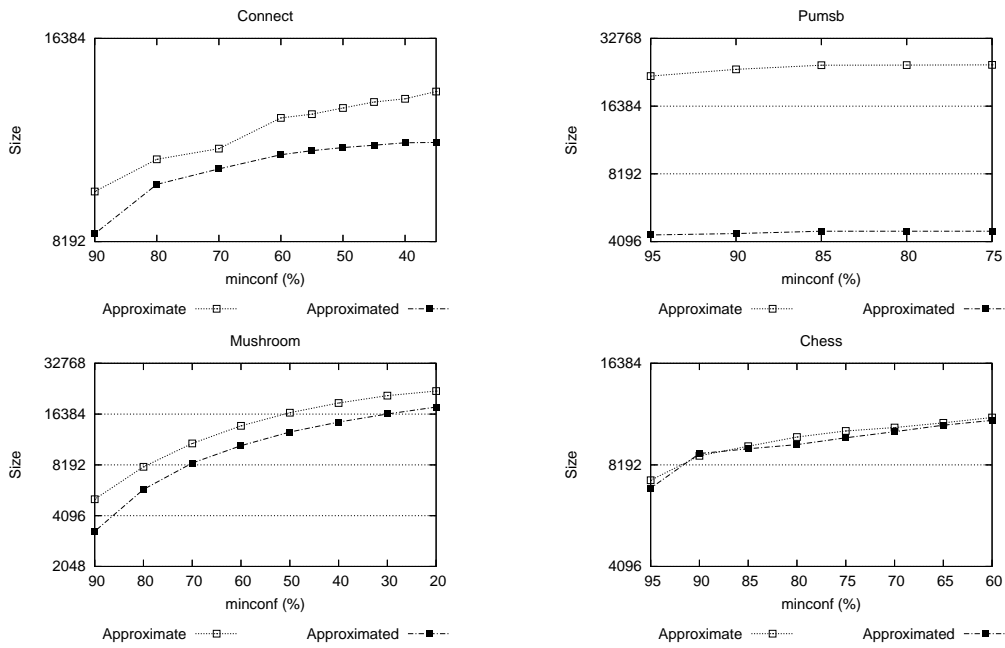 Connect
16384
8192
Size
90 80 70 60 50 40
minconf (%)
Approximate Approximated
Pumsb
32768
16384
8192
4096
Size
95 90 85 80 75
minconf (%)
Approximate Approximated
Mushroom
32768
16384
8192
4096
2048
Size
90 80 70 60 50 40 30 20
minconf (%)
Approximate Approximated
Chess
16384
8192
4096
Size
95 90 85 80 75 70 65 60
minconf (%)
Approximate Approximated